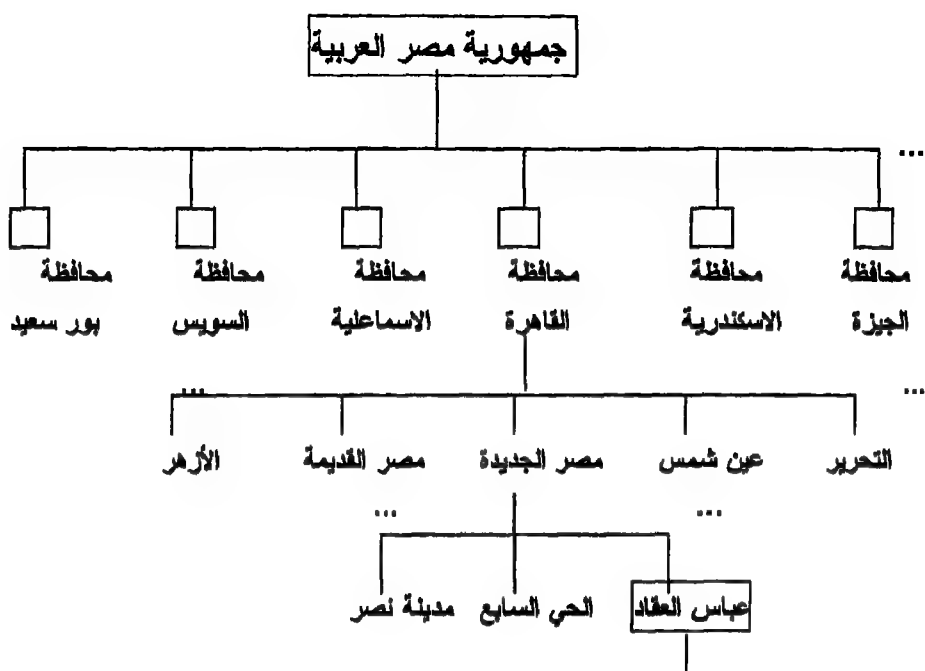 جمهورية مصر العربية
...
محافظة محافظة محافظة محافظة محافظة محافظة
الجيزة الاسكندرية القاهرة الاسماعلية السويس بور سعيد
... ...
التحرير عين شمس مصر الجديدة مصر القديمة الأزهر
... ...
عباس العقاد الحي السابع مدينة نصر